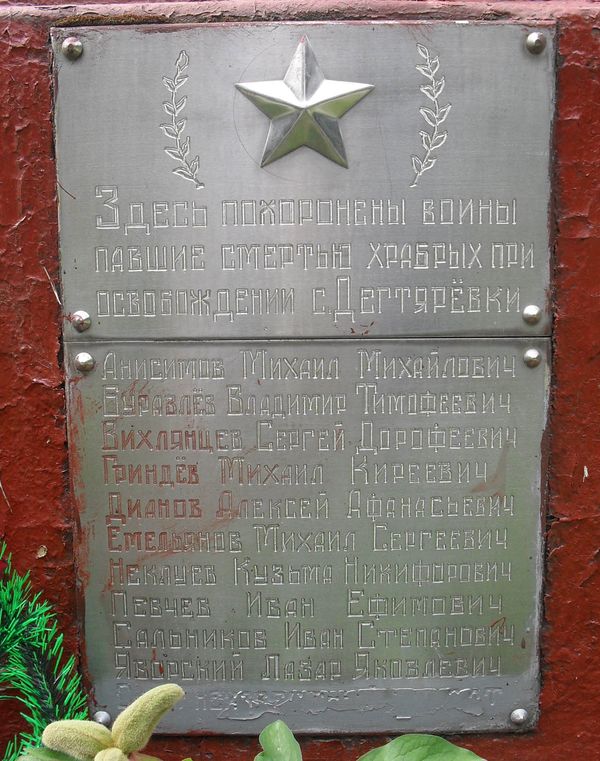 Здесь похоронены воины
павшие смертью храбрых при
освобождении с. Дегтярёвки
Анисимов Михаил Михайлович
Буравлёв Владимир Тимофеевич
Вихлянцев Сергей Дорофеевич
Гриндёв Михаил Киреевич
Дианов Алексей Афанасьевич
Емельянов Михаил Сергеевич
Неклуев Кузьма Никифорович
Певчев Иван Ефимович
Сальников Иван Степанович
Яворский Лазар Яковлевич